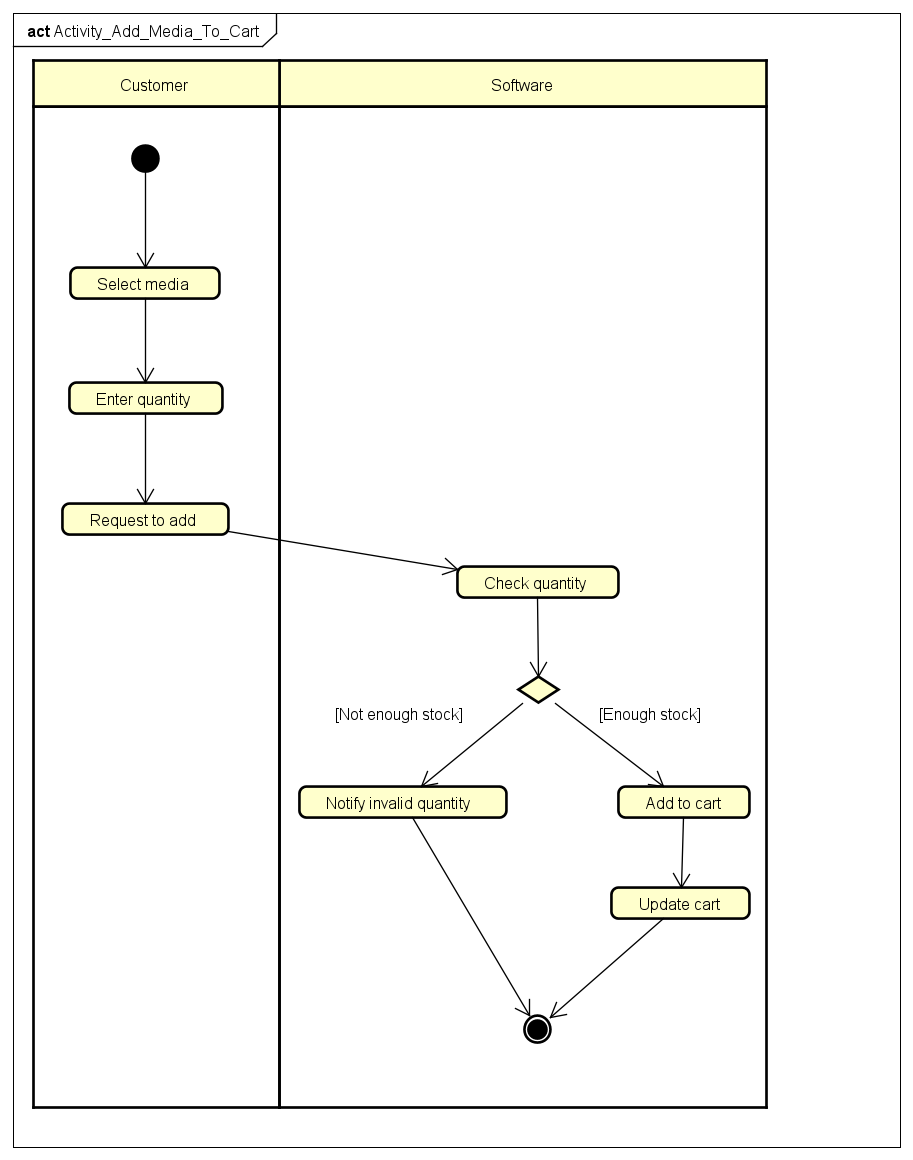 act Activity_Add_Media_To_Cart
Customer
Software
Select media
Enter quantity
Request to add
Check quantity
[Not enough stock]
[Enough stock]
Notify invalid quantity
Add to cart
Update cart